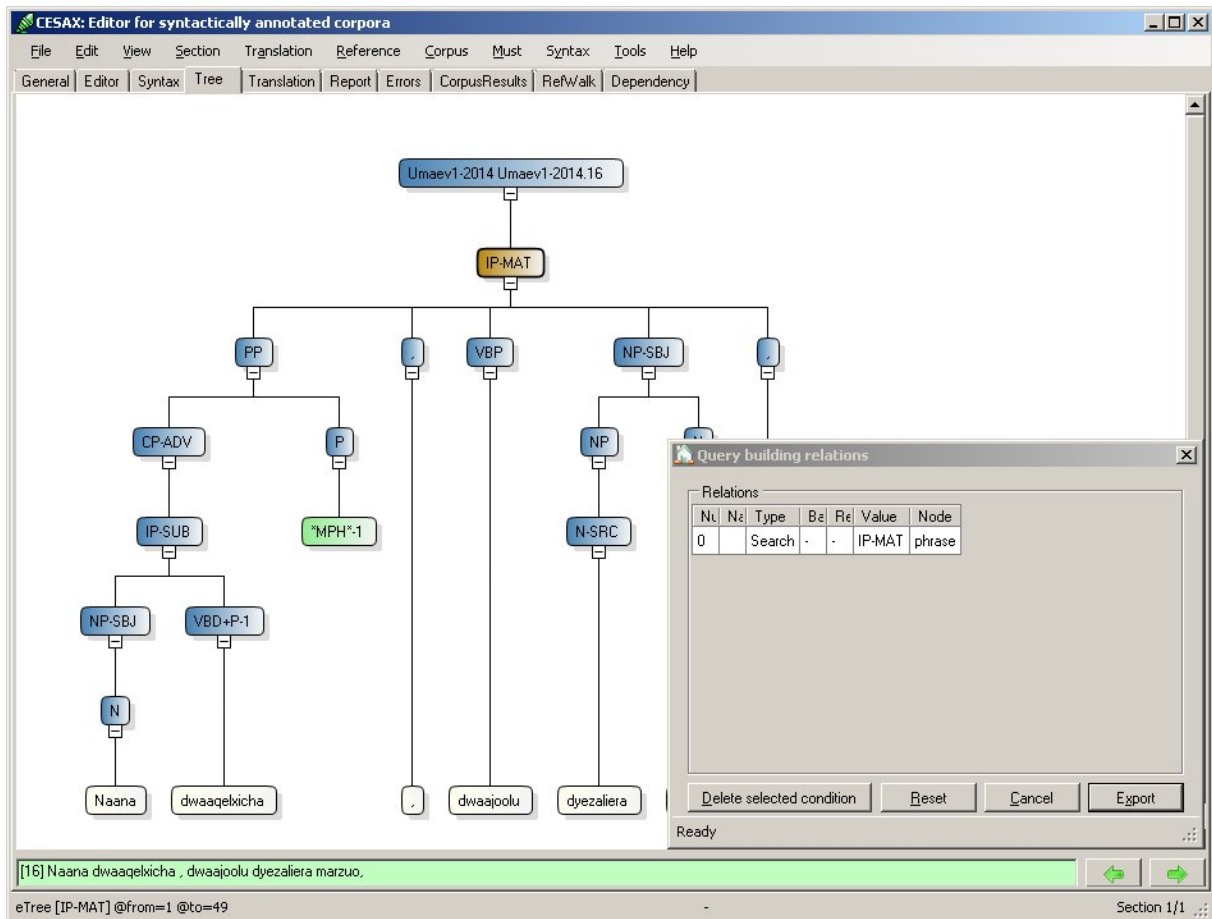 CESAX: Editor for syntactically annotated corpora
File Edit View Section Translation Reference Corpus Must Syntax Tools Help
General Editor Syntax Tree Translation Report Errors CorpusResults RefWalk Dependency
Umaev1-2014 Umaev1-2014.16
IP-MAT
PP , VBP NP-SBJ ,
CP-ADV P NP
IP-SUB *MPH*-1 N-SRC
NP-SBJ VBD+P-1
N
Naana dwaaqelxicha , dwaajoolu dyezaliera
Query building relations
Relations
Nu Na Type Ba Re Value Node
0 Search - - IP-MAT phrase
Delete selected condition Reset Cancel Export
Ready
[16] Naana dwaaqelxicha , dwaajoolu dyezaliera marzuo,
eTree [IP-MAT] @from=1 @to=49 - Section 1/1